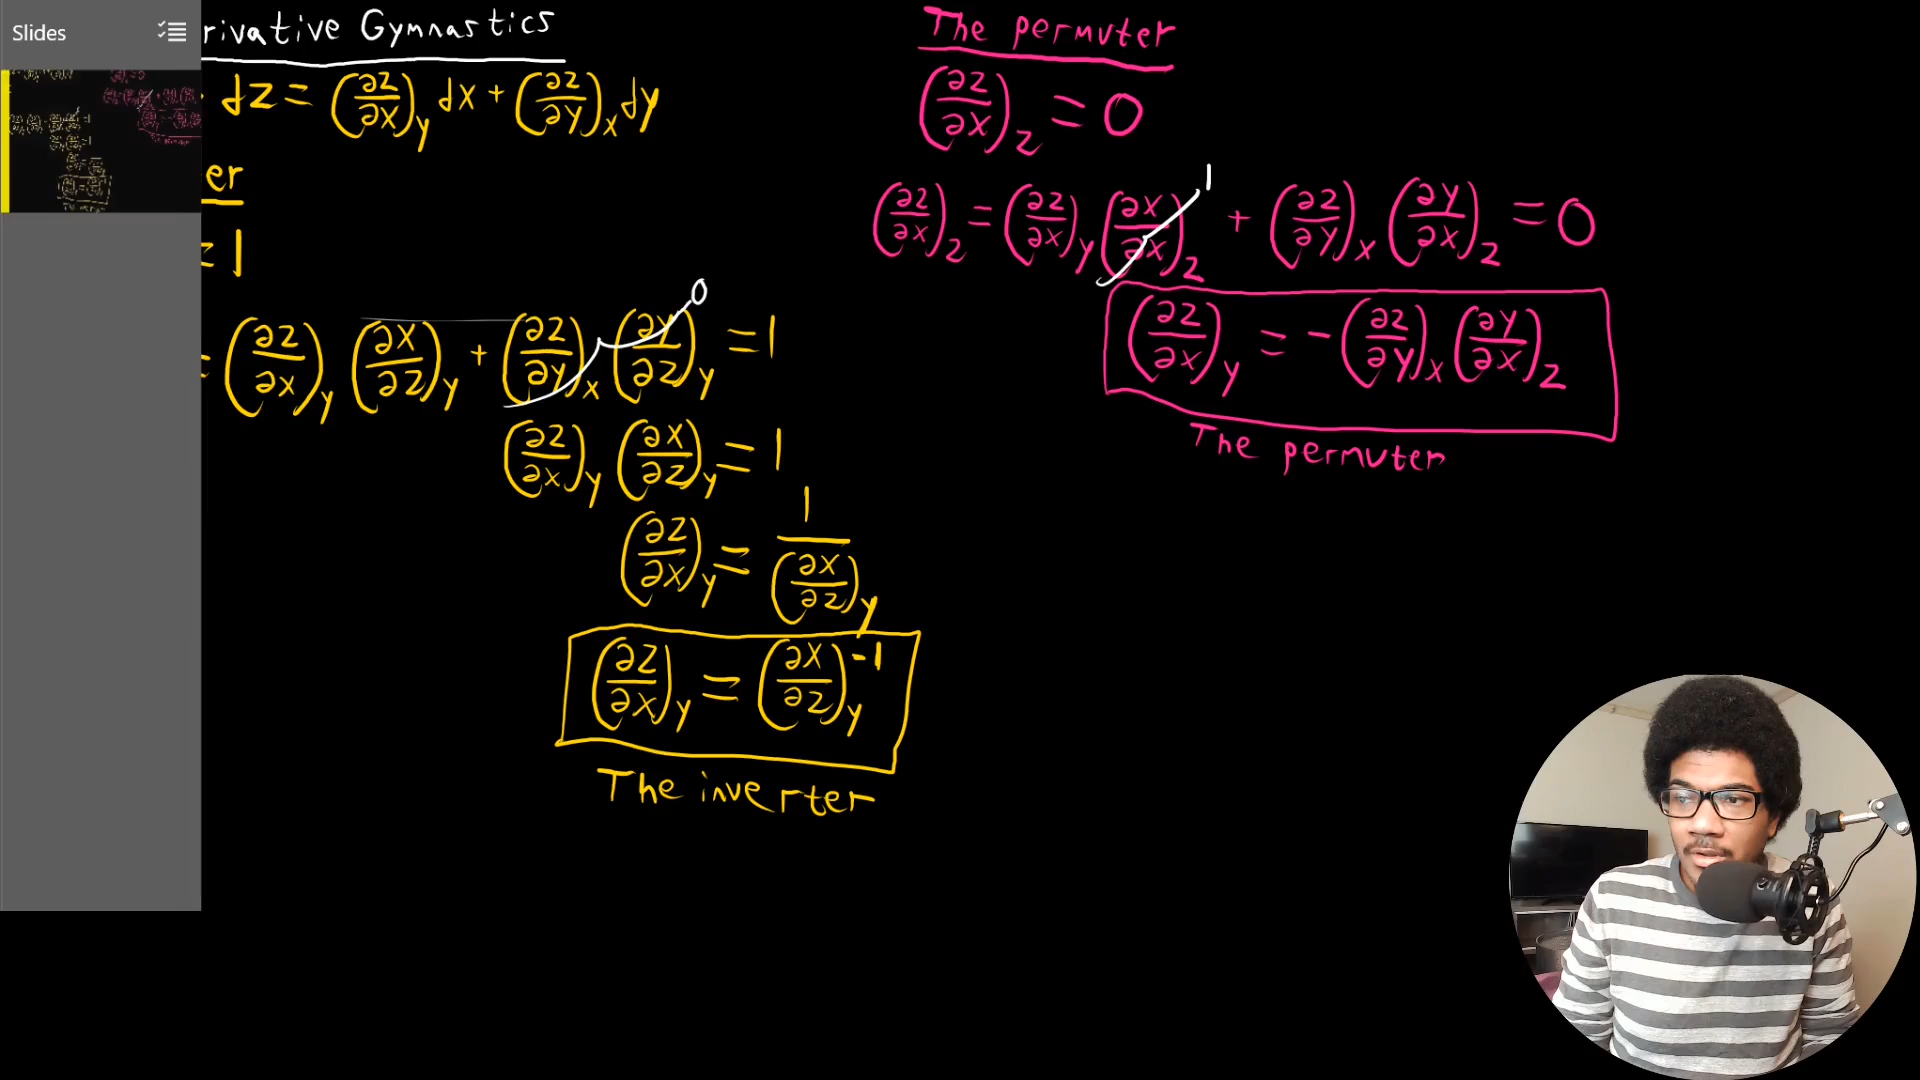 Slides
rivative Gymnastics
dz = (∂z/∂x)_y dx + (∂z/∂y)_x dy
er
= 1
= (∂z/∂x)_y (∂x/∂z)_y + (∂z/∂y)_x (∂y/∂z)_y = 1
0
(∂z/∂x)_y (∂x/∂z)_y = 1
(∂z/∂x)_y = 1/(∂x/∂z)_y
(∂z/∂x)_y = (∂x/∂z)_y^-1
The inverter
The permuter
(∂z/∂x)_z = 0
(∂z/∂x)_z = (∂z/∂x)_y (∂x/∂x)_z + (∂z/∂y)_x (∂y/∂x)_z = 0
1
(∂z/∂x)_y = -(∂z/∂y)_x (∂y/∂x)_z
The permuter